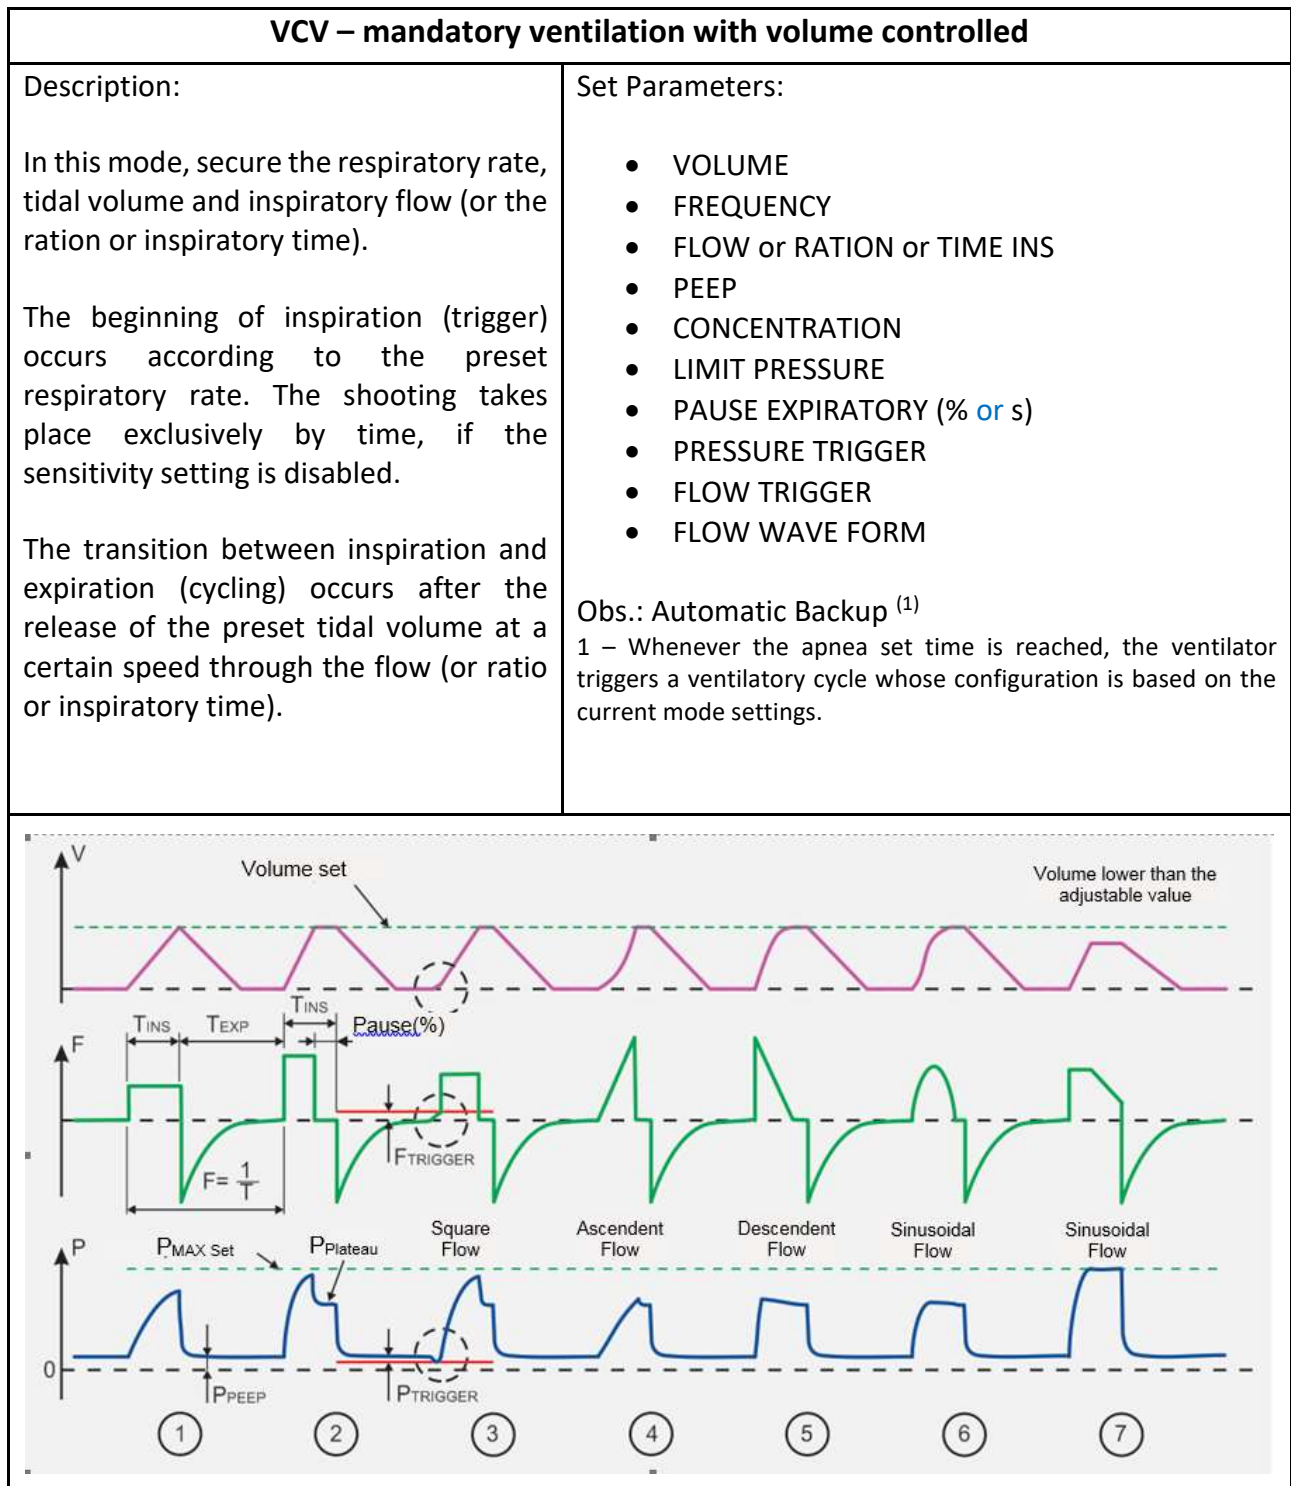 VCV – mandatory ventilation with volume controlled
Description:
In this mode, secure the respiratory rate,
tidal volume and inspiratory flow (or the
ration or inspiratory time).
The beginning of inspiration (trigger)
occurs according to the preset
respiratory rate. The shooting takes
place exclusively by time, if the
sensitivity setting is disabled.
The transition between inspiration and
expiration (cycling) occurs after the
release of the preset tidal volume at a
certain speed through the flow (or ratio
or inspiratory time).
Set Parameters:
• VOLUME
• FREQUENCY
• FLOW or RATION or TIME INS
• PEEP
• CONCENTRATION
• LIMIT PRESSURE
• PAUSE EXPIRATORY (% or s)
• PRESSURE TRIGGER
• FLOW TRIGGER
• FLOW WAVE FORM
Obs.: Automatic Backup (1)
1 – Whenever the apnea set time is reached, the ventilator
triggers a ventilatory cycle whose configuration is based on the
current mode settings.
V
Volume set
Volume lower than the
adjustable value
F
TINS
TEXP
TINS
Pause(%)
FTRIGGER
F= 1/T
P
PMAX Set
PPlateau
Square
Flow
Ascendent
Flow
Descendent
Flow
Sinusoidal
Flow
Sinusoidal
Flow
0
PPEEP
PTRIGGER
1
2
3
4
5
6
7